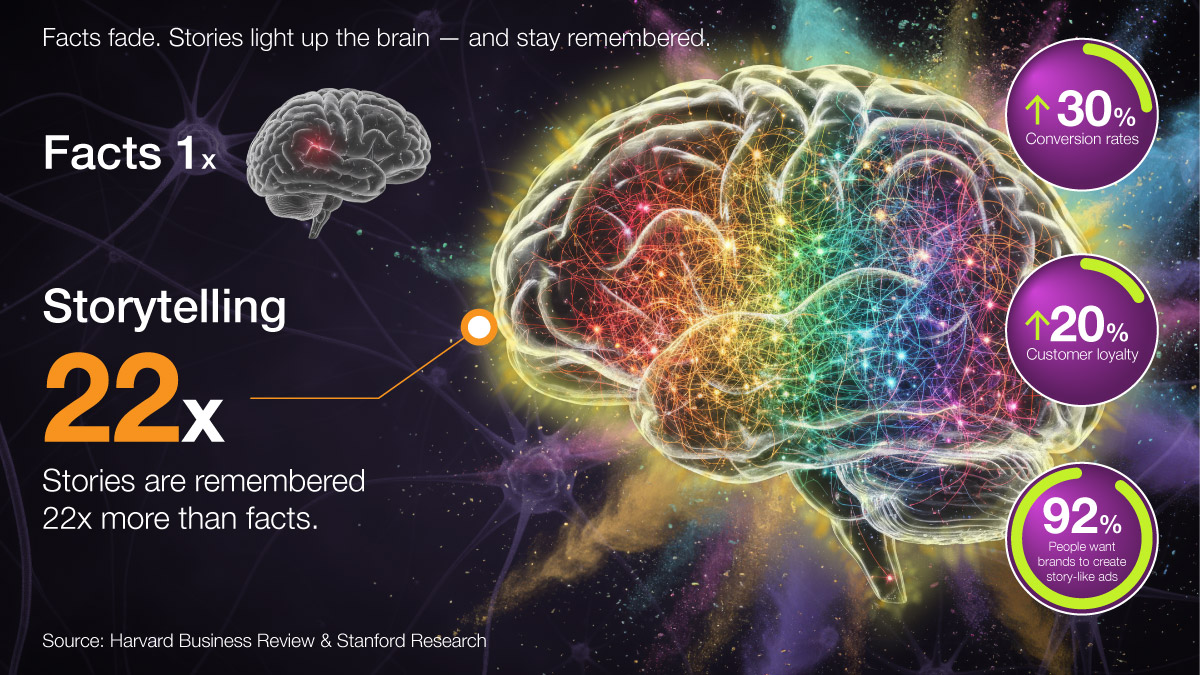 Facts fade. Stories light up the brain — and stay remembered.
Facts 1x
Storytelling
22x
Stories are remembered
22x more than facts.
Source: Harvard Business Review & Stanford Research
↑30%
Conversion rates
↑20%
Customer loyalty
92%
People want
brands to create
story-like ads